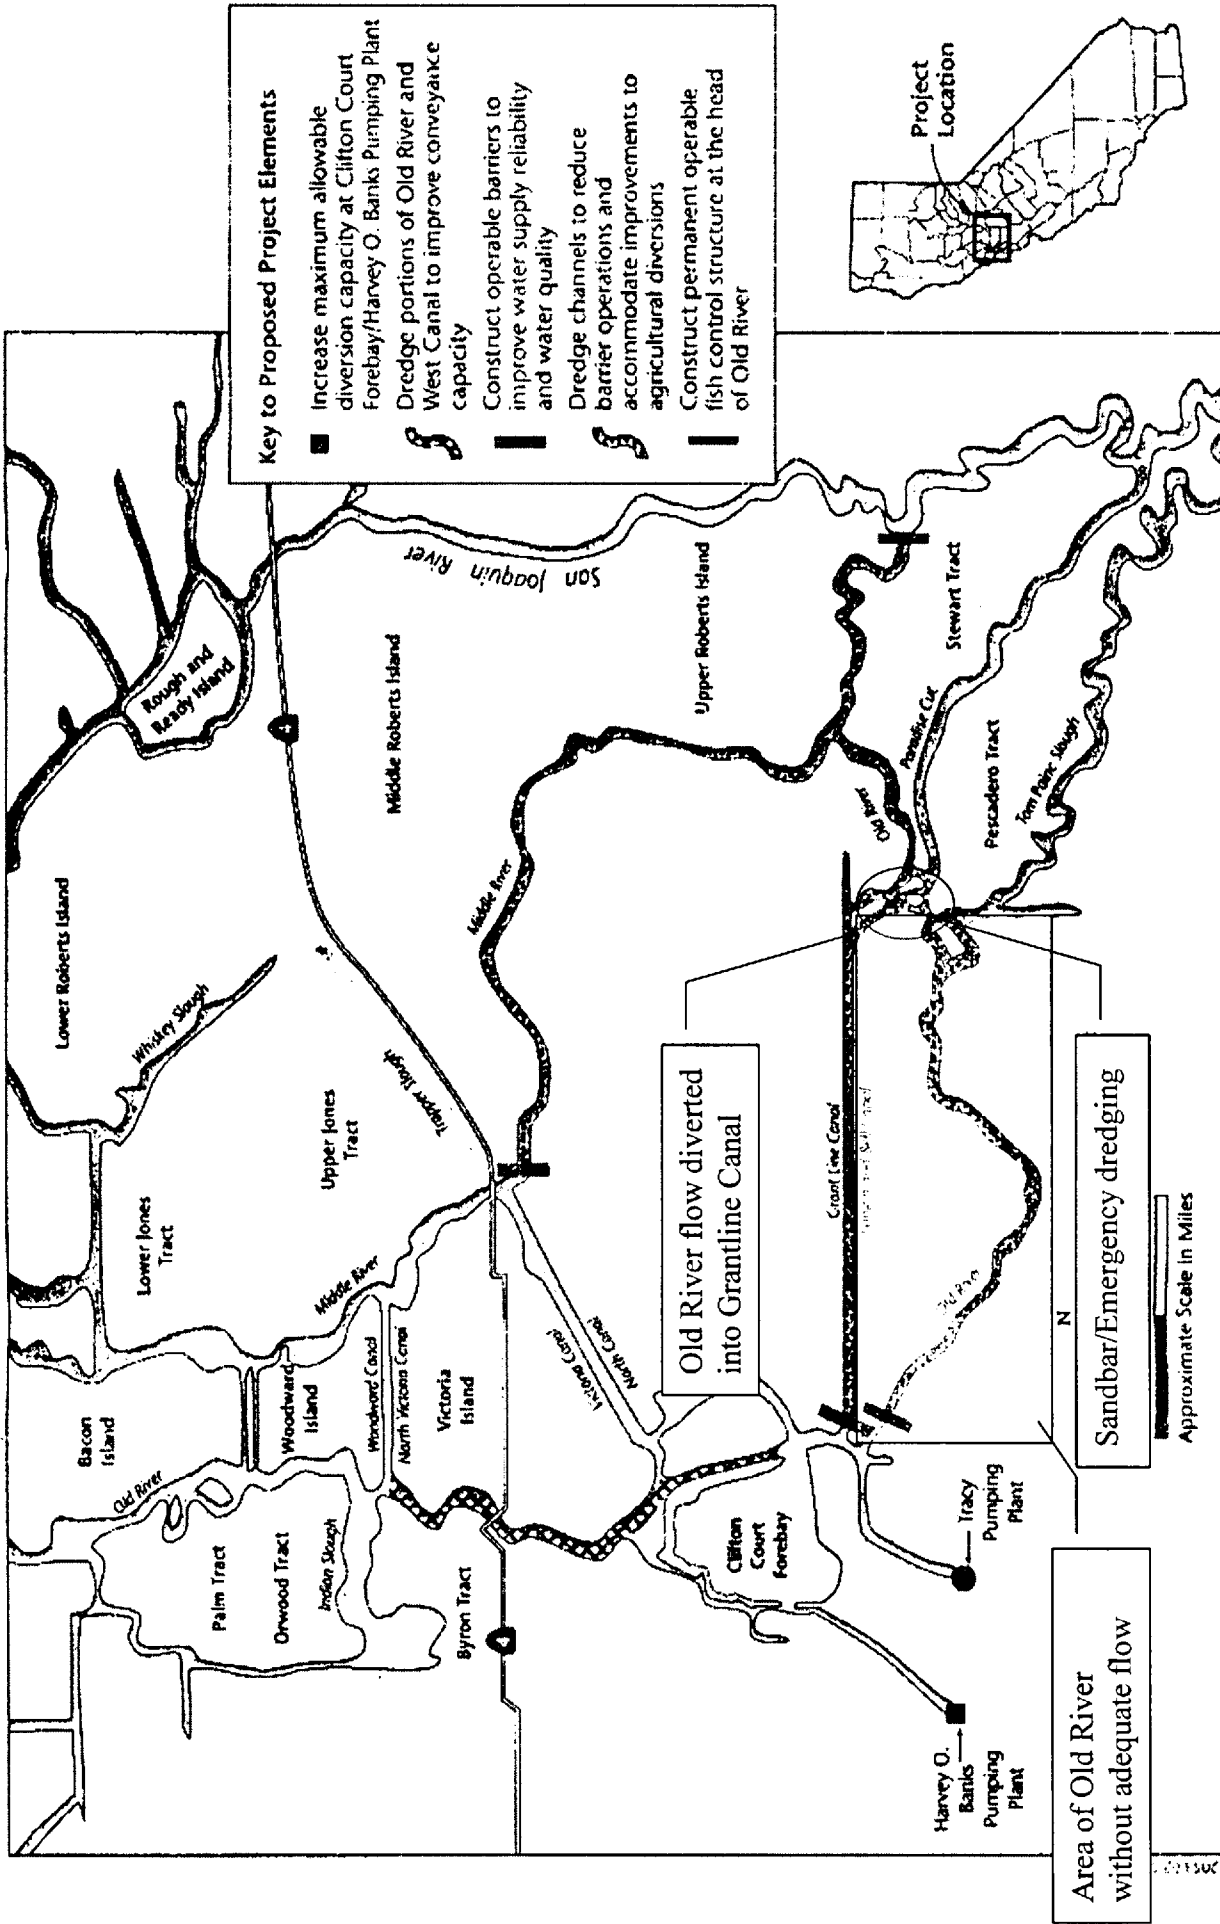 Key to Proposed Project Elements
Increase maximum allowable
diversion capacity at Clifton Court
Forebay/Harvey O. Banks Pumping Plant
Dredge portions of Old River and
West Canal to improve conveyance
capacity
Construct operable barriers to
improve water supply reliability
and water quality
Dredge channels to reduce
barrier operations and
accommodate improvements to
agricultural diversions
Construct permanent operable
fish control structure at the head
of Old River
Project
Location
Rough and
Ready Island
Lower Roberts Island
Whiskey Slough
4
San Joaquin River
Middle Roberts Island
Trapper Slough
Upper Jones
Tract
Lower Jones
Tract
Bacon
Island
Old River
Woodward
Island
Middle River
Woodward Canal
North Victoria Canal
Victoria
Island
Palm Tract
Orwood Tract
Indian Slough
Byron Tract
4
Middle River
Upper Roberts Island
Victoria Canal
North Canal
Clifton
Court
Forebay
Old River flow diverted
into Grantline Canal
Grant Line Canal
Old River
Old River
Paradise Cut
Stewart Tract
Pescadero Tract
Tom Paine Slough
Harvey O.
Banks
Pumping
Plant
Tracy
Pumping
Plant
N
Sandbar/Emergency dredging
Area of Old River
without adequate flow
Approximate Scale in Miles